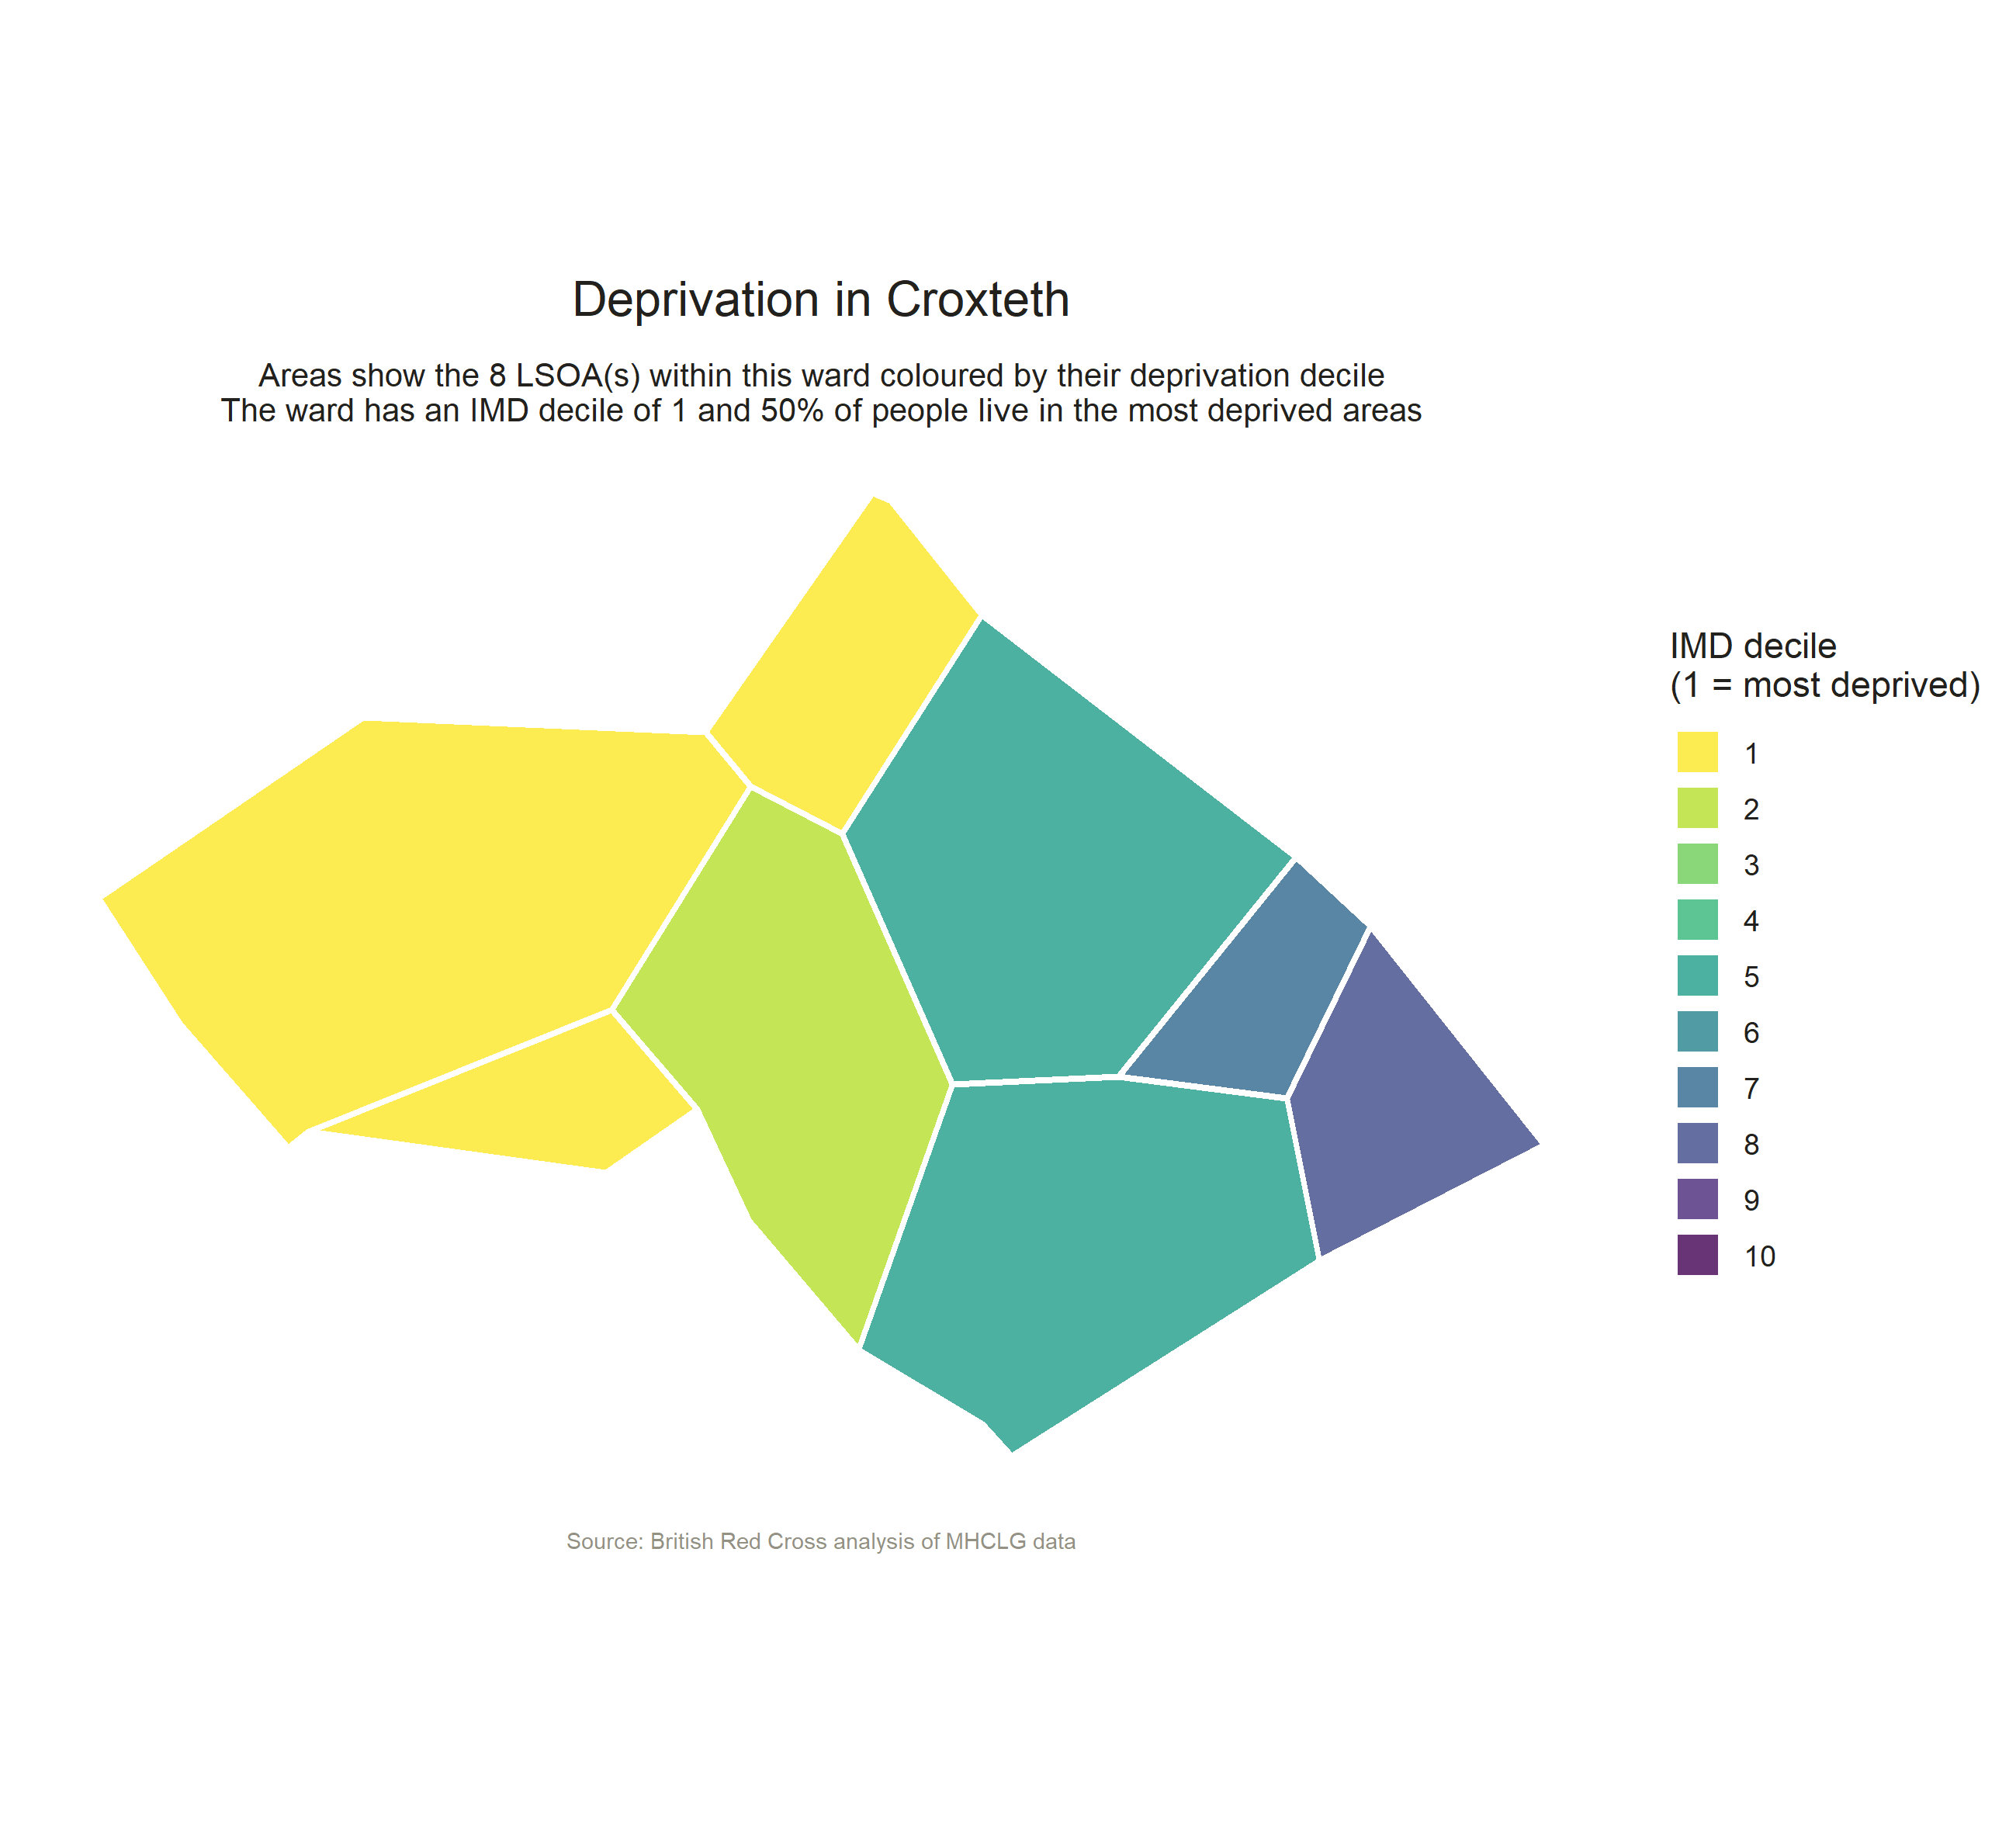 Deprivation in Croxteth
Areas show the 8 LSOA(s) within this ward coloured by their deprivation decile
The ward has an IMD decile of 1 and 50% of people live in the most deprived areas
IMD decile
(1 = most deprived)
1
2
3
4
5
6
7
8
9
10
Source: British Red Cross analysis of MHCLG data